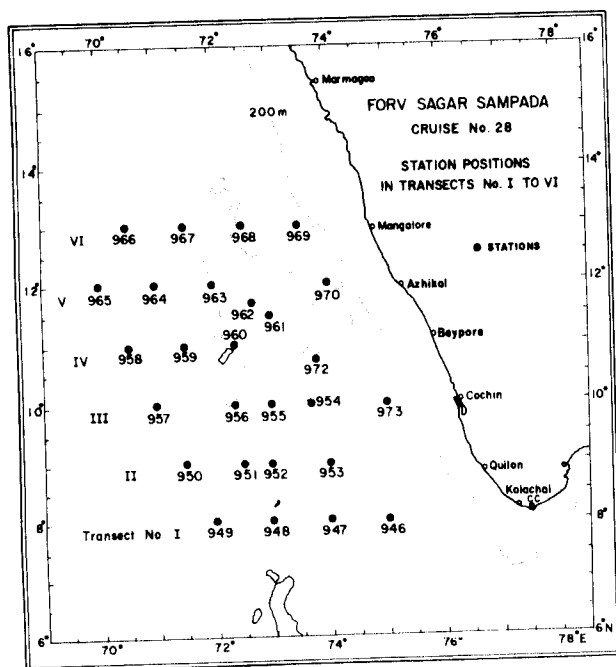 70° 72° 74° 76° 78°
16° 16°
Marmagoa
200m
FORV SAGAR SAMPADA
CRUISE No. 28
14° 14°
STATION POSITIONS
IN TRANSECTS No. I TO VI
Mangalore
VI 966 967 968 969
STATIONS
12° 12°
V 965 964 963 970
Azhikal
962
961
960
Beypore
IV 958 959
972
10° 10°
Cochin
III 957 956 955 954 973
Quilon
II 950 951 952 953
Kolachal
C C
8° 8°
Transect No I 949 948 947 946
6° 6°N
70° 72° 74° 76° 78°E